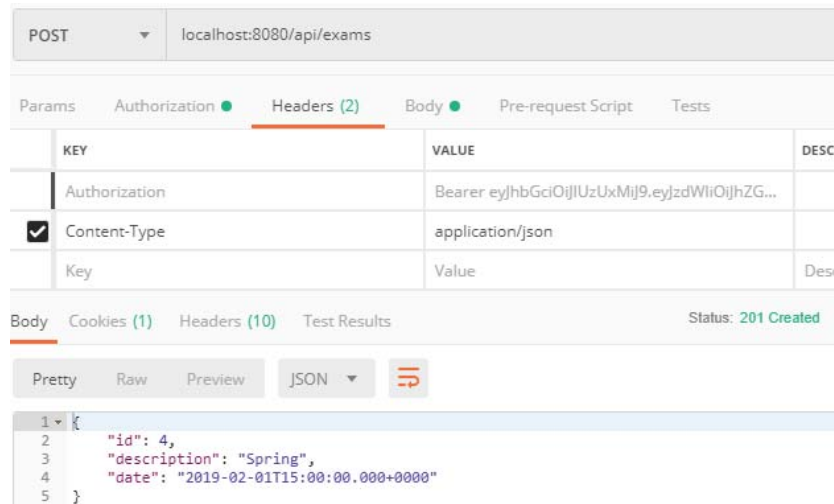 POST localhost:8080/api/exams
Params Authorization Headers (2) Body Pre-request Script Tests
KEY VALUE DESC
Authorization Bearer eyJhbGciOiJIUzUxMiJ9.eyJzdWIiOiJhZG...
Content-Type application/json
Key Value Desc
Body Cookies (1) Headers (10) Test Results Status: 201 Created
Pretty Raw Preview JSON
1 {
2 "id": 4,
3 "description": "Spring",
4 "date": "2019-02-01T15:00:00.000+0000"
5 }